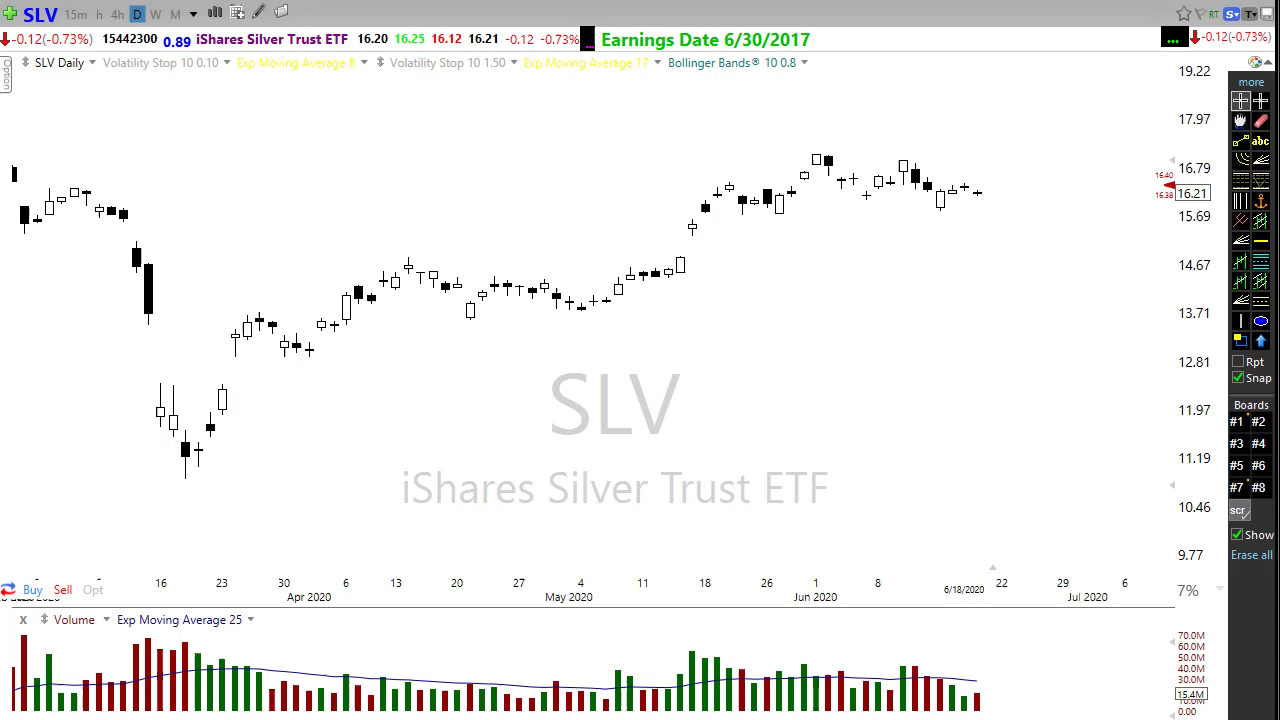 SLV 15m h 4h D W M RT S T
-0.12(-0.73%) 15442300 0.89 iShares Silver Trust ETF 16.20 16.25 16.12 16.21 -0.12 -0.73% ... Earnings Date 6/30/2017 ... -0.12(-0.73%)
Option
SLV Daily Volatility Stop 10 0.10 Exp Moving Average 8 Volatility Stop 10 1.50 Exp Moving Average 17 Bollinger Bands® 10 0.8
19.22
more
17.97
abc
16.79
16.40
16.21
16.38
15.69
14.67
13.71
12.81
Rpt
Snap
SLV
11.97
Boards
#1 #2
#3 #4
11.19
#5 #6
iShares Silver Trust ETF
#7 #8
10.46
scr
Show
9.77
Erase all
16 23 30 6 13 20 27 4 11 18 26 1 8 22 29 6
Buy Sell Opt
7%
Apr 2020 May 2020 Jun 2020 6/18/2020 Jul 2020
X Volume Exp Moving Average 25
70.0M
60.0M
50.0M
40.0M
30.0M
15.4M
10.0M
0.00